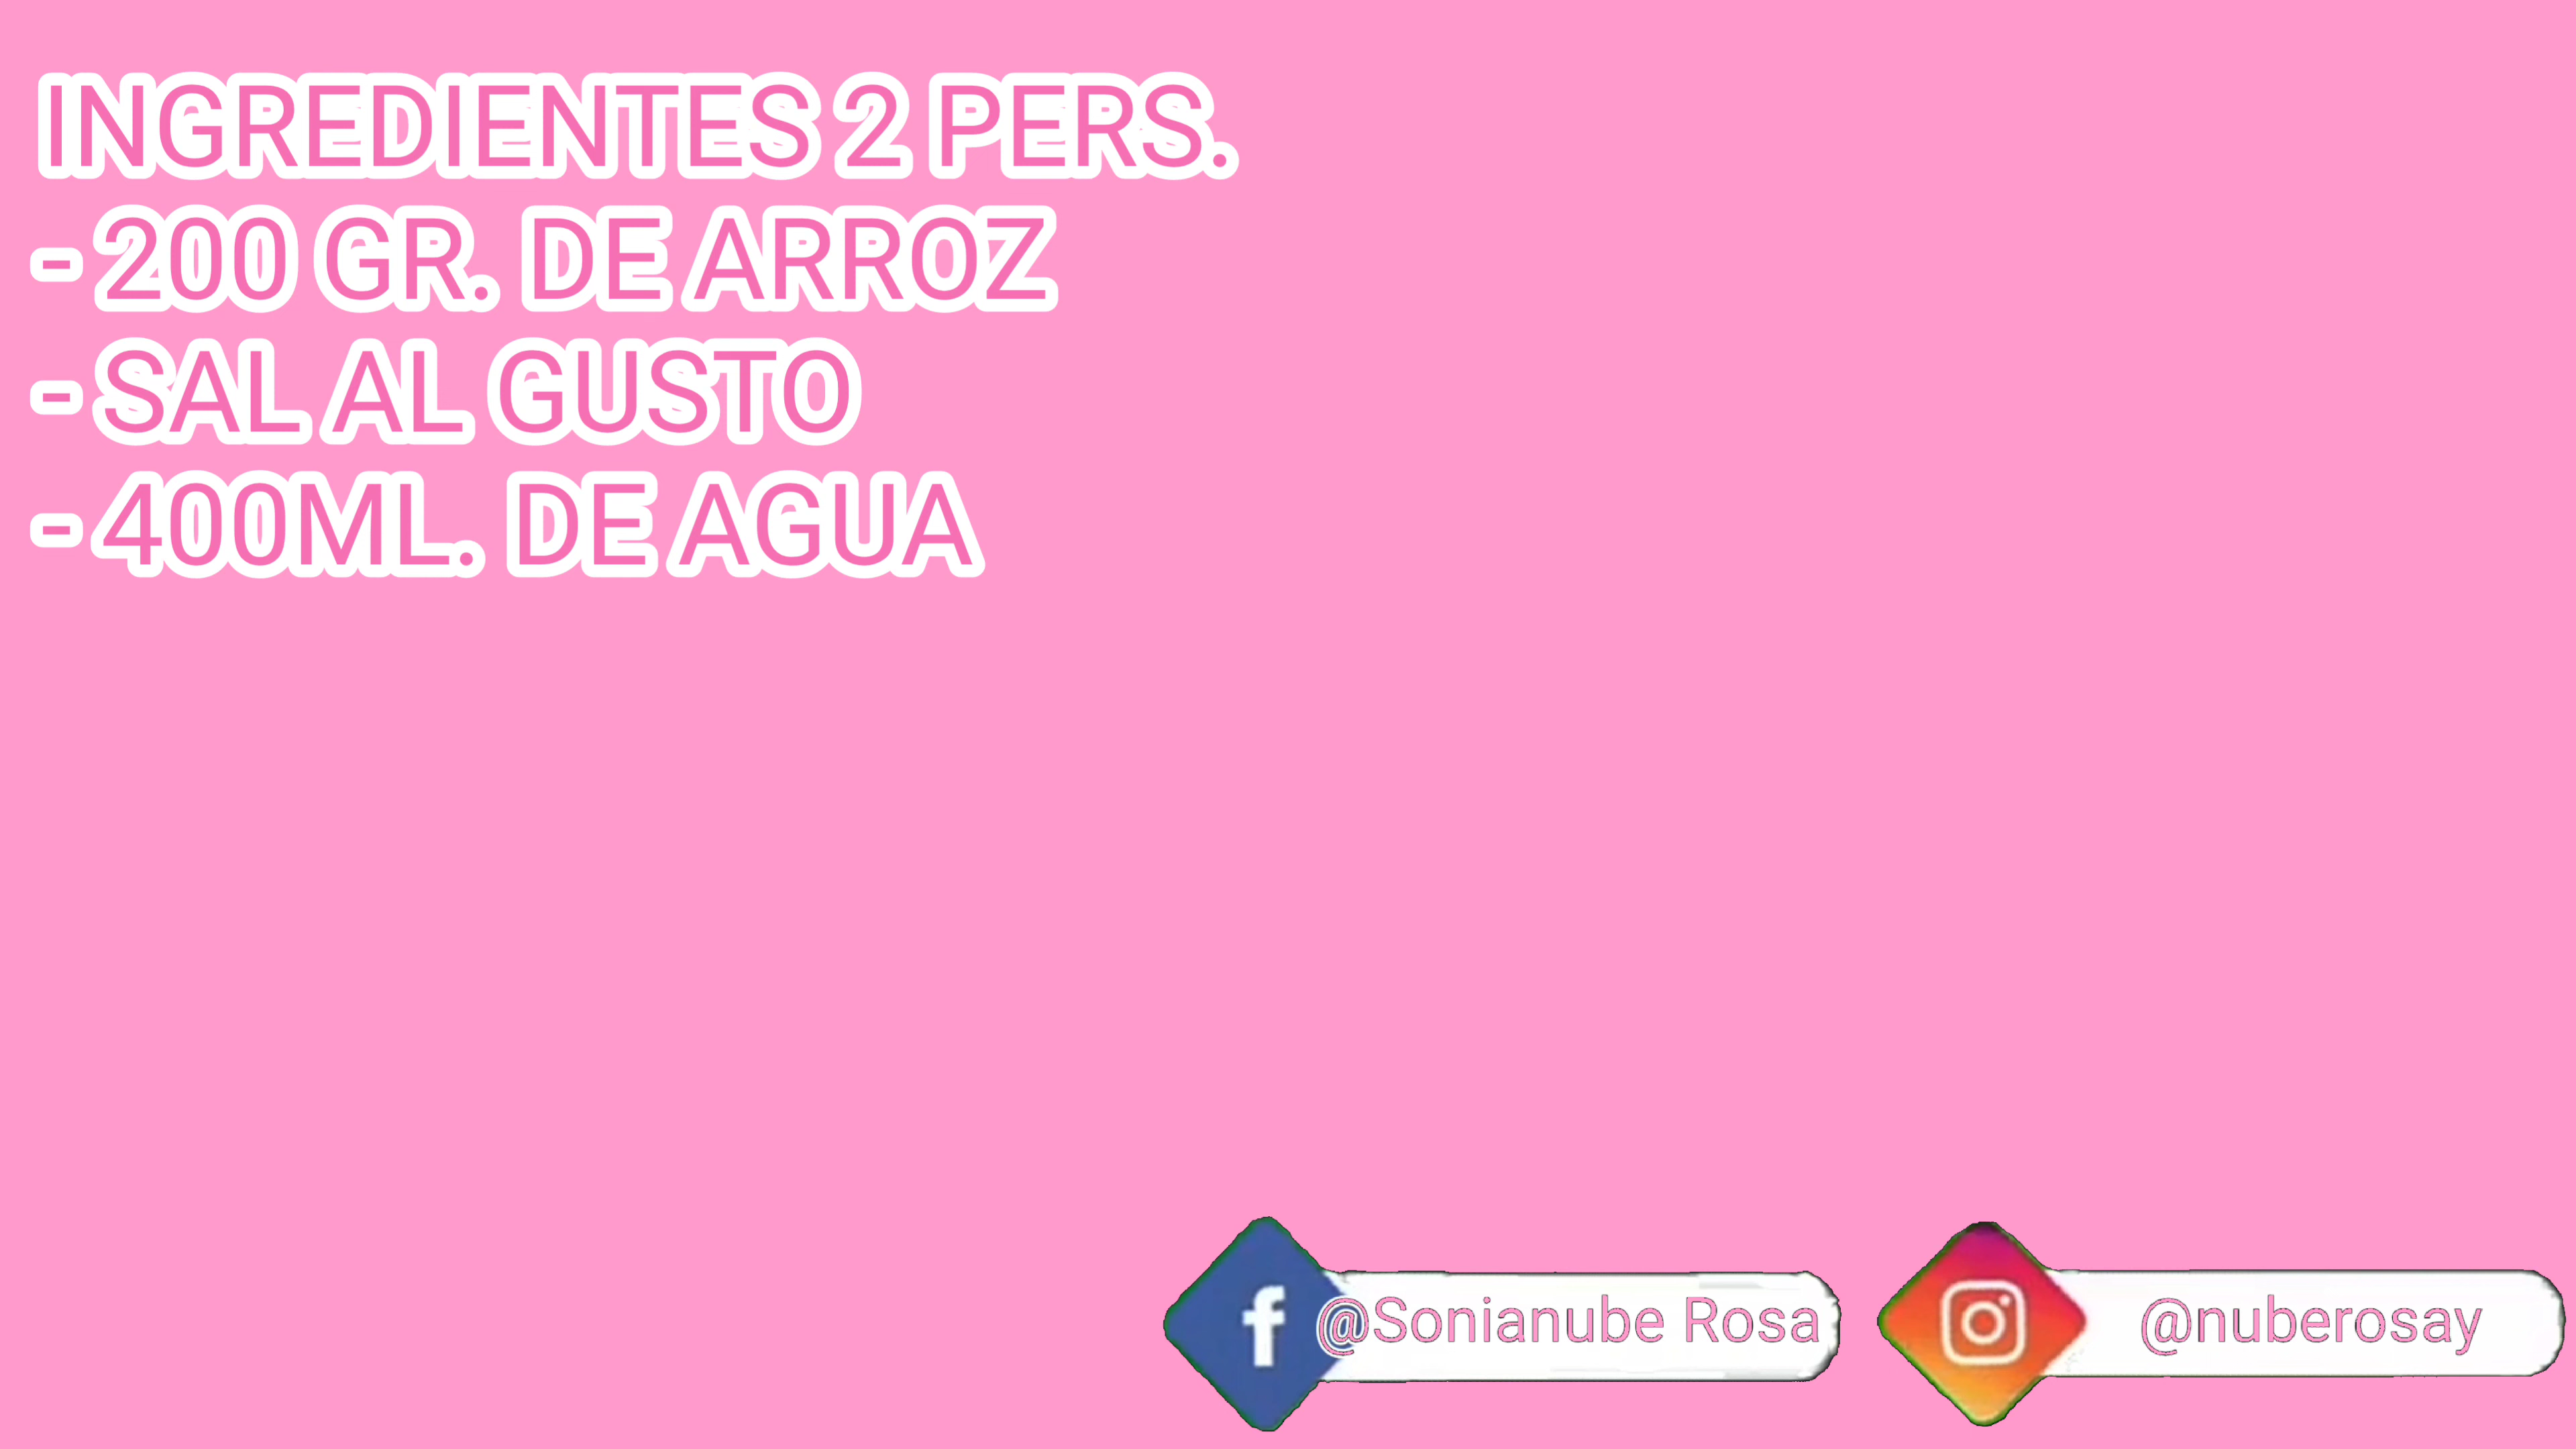 INGREDIENTES 2 PERS.
- 200 GR. DE ARROZ
- SAL AL GUSTO
- 400ML. DE AGUA
@Sonianube Rosa
@nuberosay